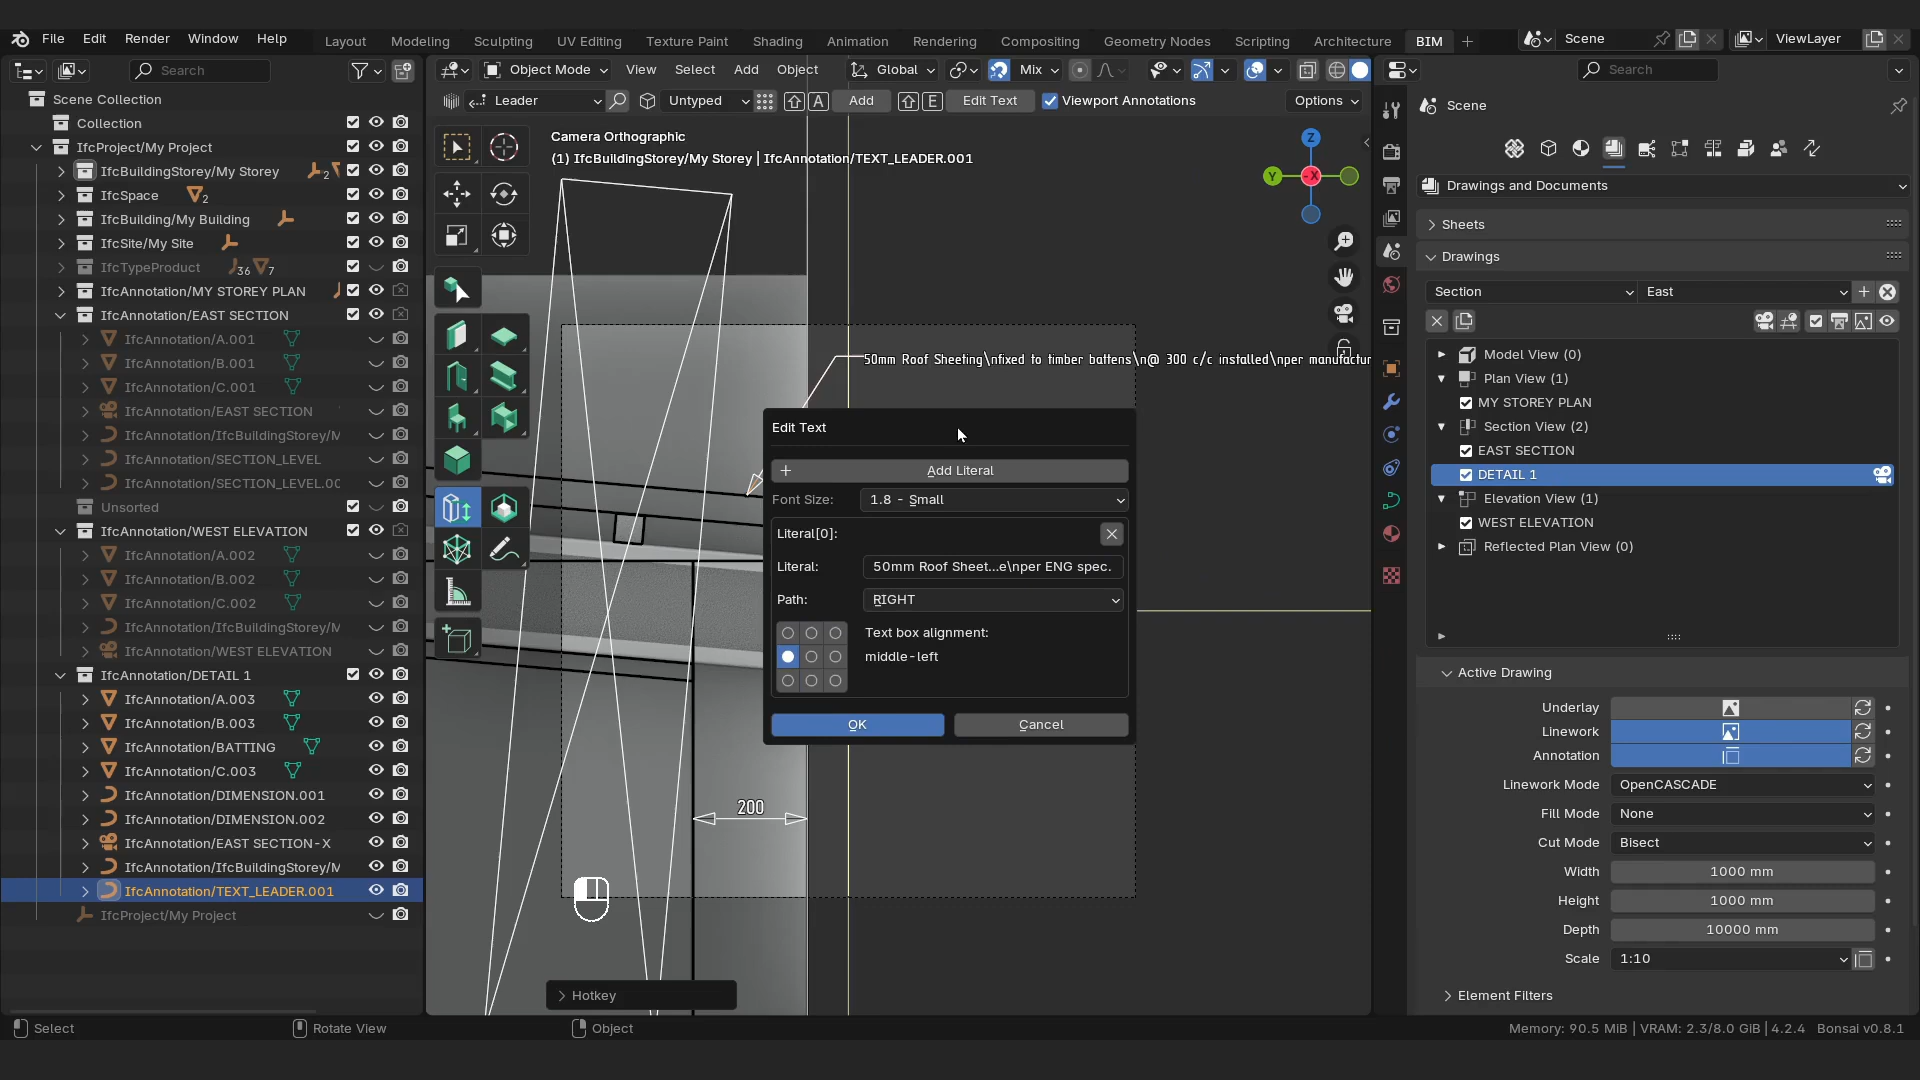 File Edit Render Window Help
Layout Modeling Sculpting UV Editing Texture Paint Shading Animation Rendering Compositing Geometry Nodes Scripting Architecture BIM
Scene
ViewLayer
Search
Object Mode View Select Add Object
Global
Mix
Search
Leader
Untyped
A Add
E Edit Text
Viewport Annotations
Options
Scene Collection
Collection
IfcProject/My Project
IfcBuildingStorey/My Storey 2
IfcSpace 2
IfcBuilding/My Building
IfcSite/My Site
IfcTypeProduct 36 7
IfcAnnotation/MY STOREY PLAN
IfcAnnotation/EAST SECTION
IfcAnnotation/A.001
IfcAnnotation/B.001
IfcAnnotation/C.001
IfcAnnotation/EAST SECTION
IfcAnnotation/IfcBuildingStorey/M
IfcAnnotation/SECTION_LEVEL
IfcAnnotation/SECTION_LEVEL.00
Unsorted
IfcAnnotation/WEST ELEVATION
IfcAnnotation/A.002
IfcAnnotation/B.002
IfcAnnotation/C.002
IfcAnnotation/IfcBuildingStorey/M
IfcAnnotation/WEST ELEVATION
IfcAnnotation/DETAIL 1
IfcAnnotation/A.003
IfcAnnotation/B.003
IfcAnnotation/BATTING
IfcAnnotation/C.003
IfcAnnotation/DIMENSION.001
IfcAnnotation/DIMENSION.002
IfcAnnotation/EAST SECTION-X
IfcAnnotation/IfcBuildingStorey/M
IfcAnnotation/TEXT_LEADER.001
IfcProject/My Project
Camera Orthographic
(1) IfcBuildingStorey/My Storey | IfcAnnotation/TEXT_LEADER.001
Z
Y
-X
50mm Roof Sheeting\nfixed to timber battens\n@ 300 c/c installed\nper manufactur
Edit Text
Add Literal
Font Size: 1.8 - Small
Literal[0]:
Literal: 50mm Roof Sheet...e\nper ENG spec.
Path: RIGHT
Text box alignment:
middle-left
OK Cancel
200
Hotkey
Scene
Drawings and Documents
Sheets
Drawings
Section East
Model View (0)
Plan View (1)
MY STOREY PLAN
Section View (2)
EAST SECTION
DETAIL 1
Elevation View (1)
WEST ELEVATION
Reflected Plan View (0)
Active Drawing
Underlay
Linework
Annotation
Linework Mode OpenCASCADE
Fill Mode None
Cut Mode Bisect
Width 1000 mm
Height 1000 mm
Depth 10000 mm
Scale 1:10
Element Filters
Select
Rotate View
Object
Memory: 90.5 MiB | VRAM: 2.3/8.0 GiB | 4.2.4 Bonsai v0.8.1